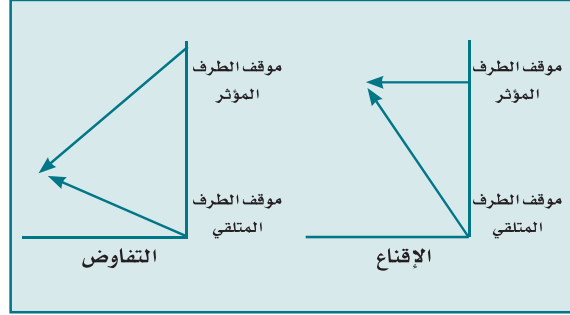 موقف الطرف
المؤثر
موقف الطرف
المتلقي
الإقناع
موقف الطرف
المؤثر
موقف الطرف
المتلقي
التفاوض